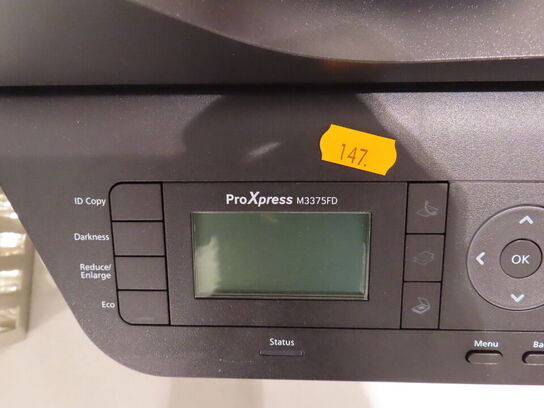 147.
ProXpress M3375FD
ID Copy
Darkness
Reduce/
Enlarge
Eco
OK
Status
Menu